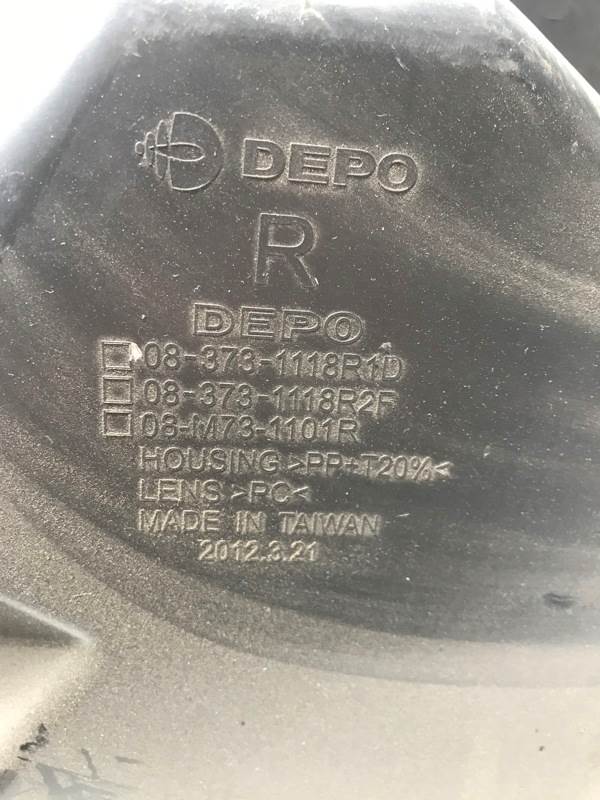 DEPO
R
DEPO
08-373-1118R1D
08-373-1118R2F
08-M73-1101R
HOUSING >PP+T20%<
LENS >PC<
MADE IN TAIWAN
2012.3.21